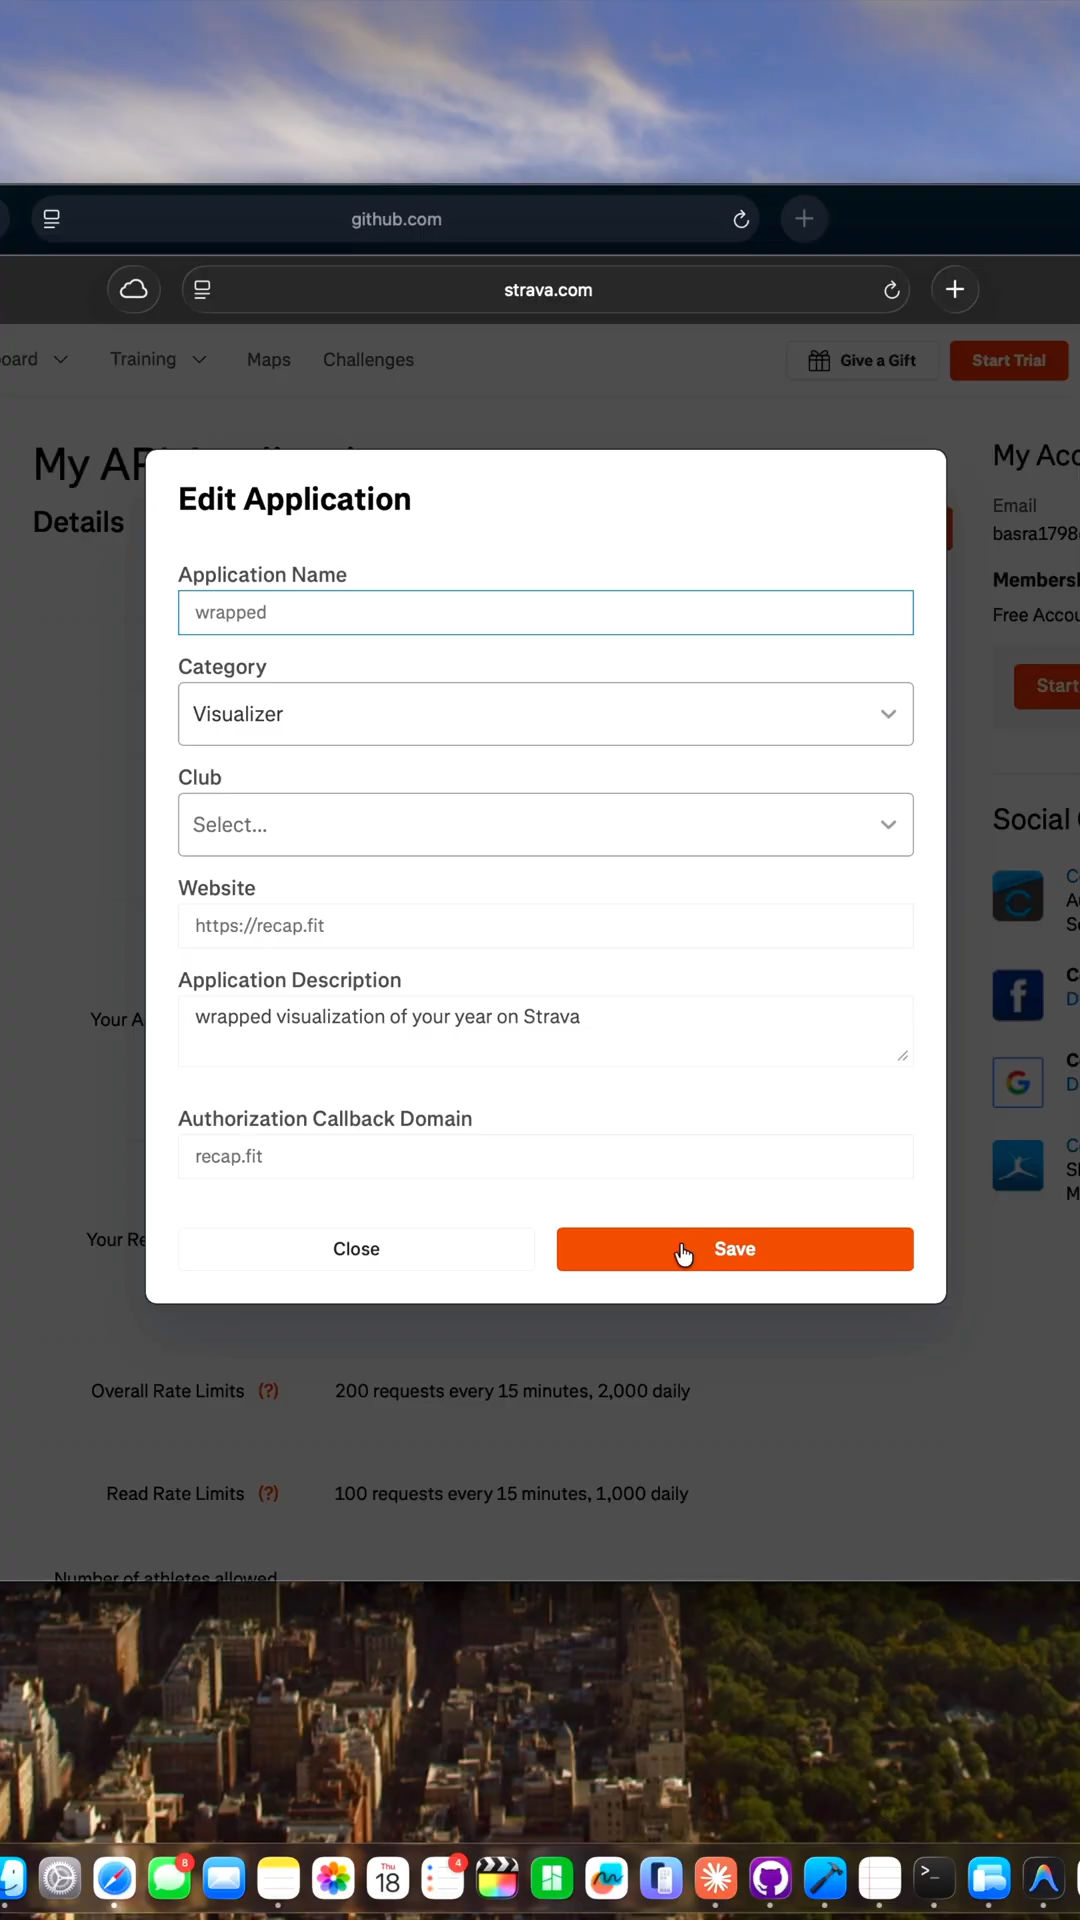 github.com
strava.com
oard
Training
Maps
Challenges
Give a Gift
Start Trial
My AP
Details
Edit Application
Application Name
wrapped
Category
Visualizer
Club
Select...
Website
https://recap.fit
Application Description
wrapped visualization of your year on Strava
Authorization Callback Domain
recap.fit
Close
Save
My Acc
Email
basra1798
Members
Free Accou
Start
Social
C
A
Se
C
D
C
D
C
S
M
Your A
Your Re
Overall Rate Limits (?)
200 requests every 15 minutes, 2,000 daily
Read Rate Limits (?)
100 requests every 15 minutes, 1,000 daily
Number of athletes allowed
8
Thu
18
4